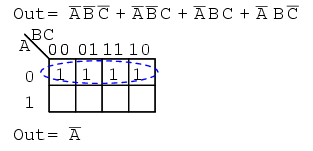 Out= A̅B̅C̅ + A̅B̅C + A̅BC + A̅ BC̅
BC
A
00 01 11 10
0 1 1 1 1
1
Out= A̅